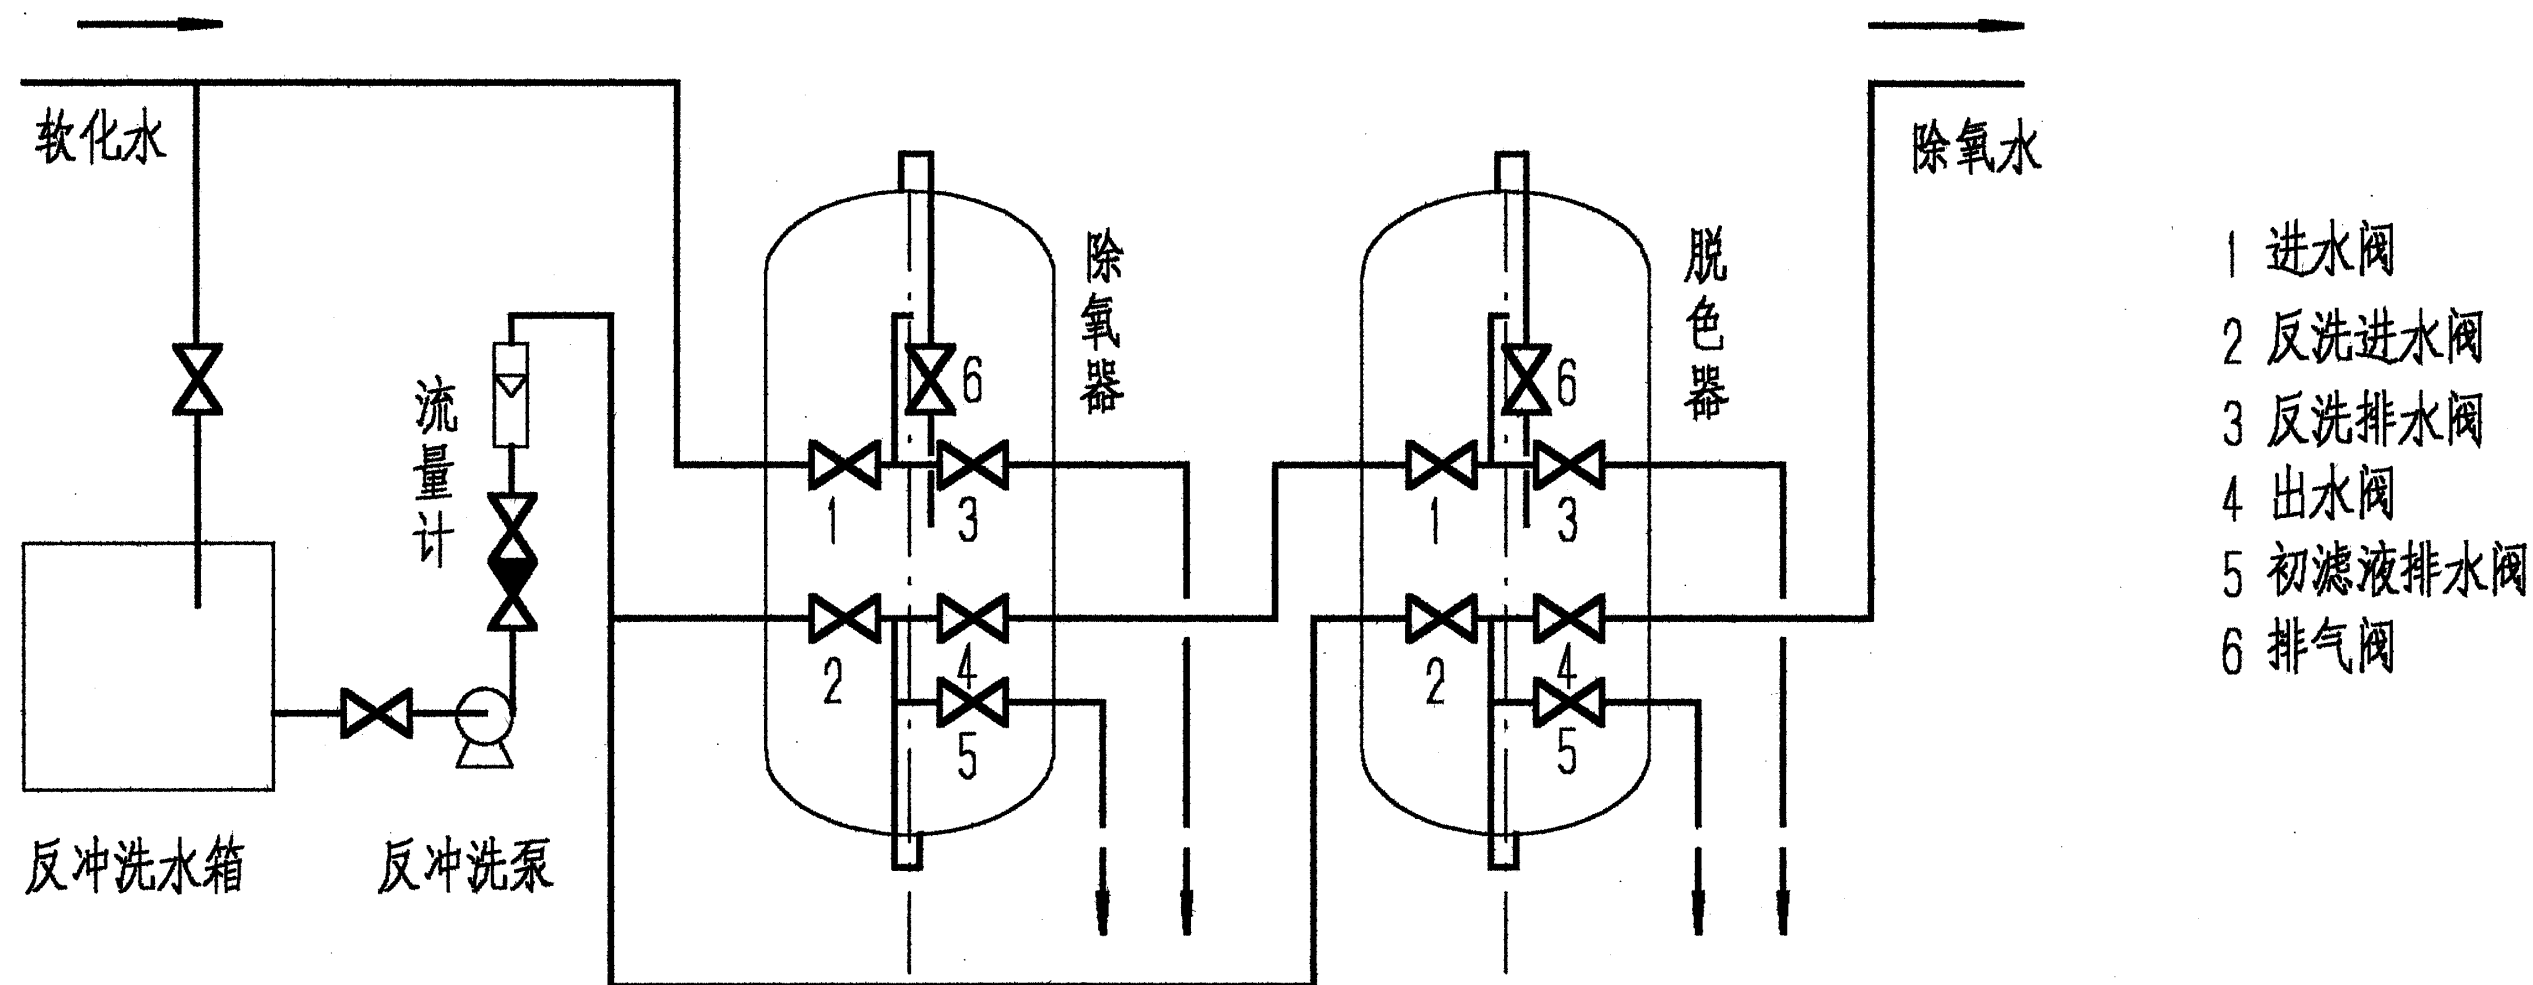 软化水
除氧水
除氧器
脱色器
流量计
6
6
1
3
1
3
2
4
2
4
5
5
反冲洗水箱
反冲洗泵
1 进水阀
2 反洗进水阀
3 反洗排水阀
4 出水阀
5 初滤液排水阀
6 排气阀